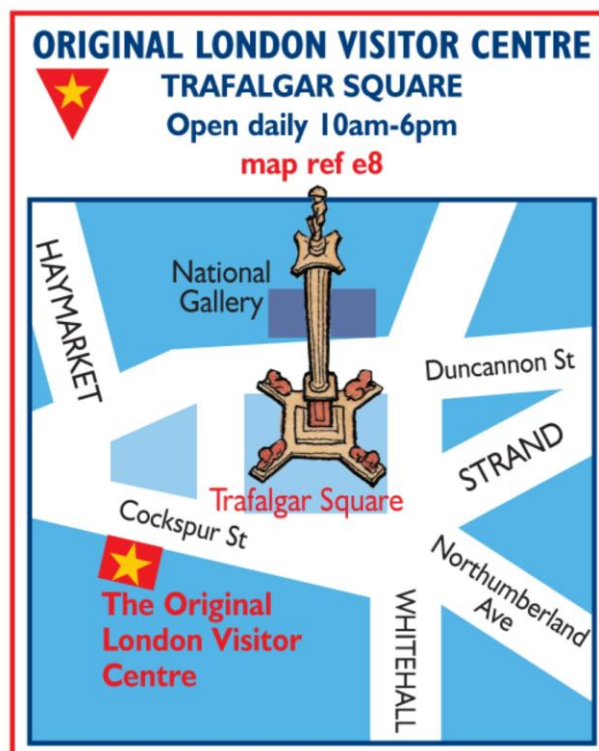 ORIGINAL LONDON VISITOR CENTRE
TRAFALGAR SQUARE
Open daily 10am-6pm
map ref e8
HAYMARKET
National
Gallery
Duncannon St
STRAND
Trafalgar Square
Cockspur St
Northumberland
Ave
The Original
London Visitor
Centre
WHITEHALL